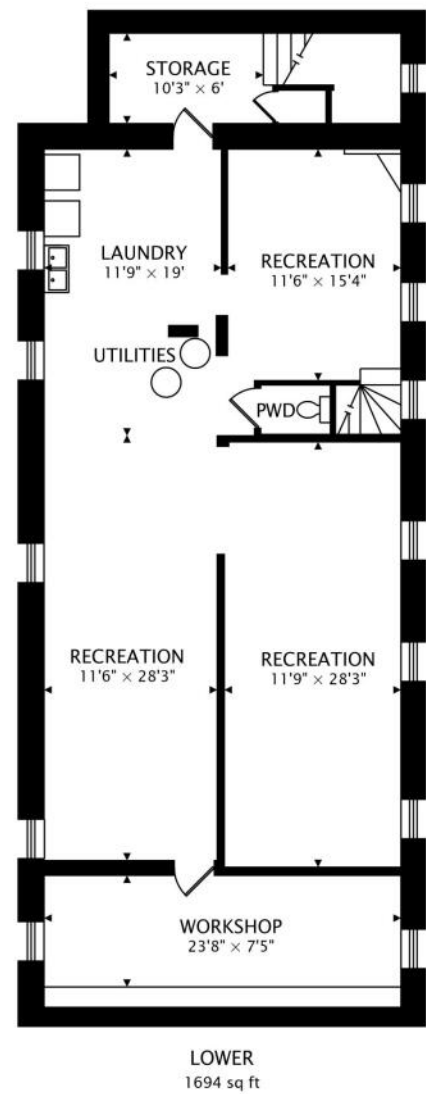 STORAGE
10'3" × 6'
LAUNDRY
11'9" × 19'
RECREATION
11'6" × 15'4"
UTILITIES
PWD
RECREATION
11'6" × 28'3"
RECREATION
11'9" × 28'3"
WORKSHOP
23'8" × 7'5"
LOWER
1694 sq ft